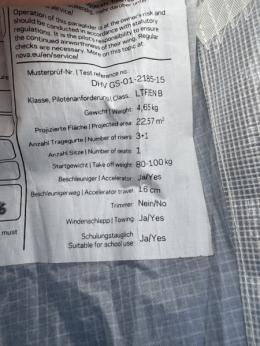 Operation of this paraglider is at the owner's risk and
should be conducted in accordance with statutory
regulations. It is the pilot's responsibility to ensure
the continued airworthiness of their wing. Regular
checks are necessary. More on this topic at:
nova.eu/en/service/
Musterprüf-Nr. | Test reference no.:
DHV GS-01-2185-15
Klasse, Pilotenanforderung | Class: LTF/EN B
Gewicht | Weight: 4,65 kg
Projizierte Fläche | Projected area: 22.57 m²
Anzahl Tragegurte | Number of risers: 3+1
Anzahl Sitze | Number of seats: 1
Startgewicht | Take off weight: 80-100 kg
Beschleuniger | Accelerator: Ja/Yes
Beschleunigerweg | Accelerator travel: 16 cm
Trimmer: Nein/No
Windenschlepp | Towing: Ja/Yes
Schulungstauglich
Suitable for school use: Ja/Yes
must